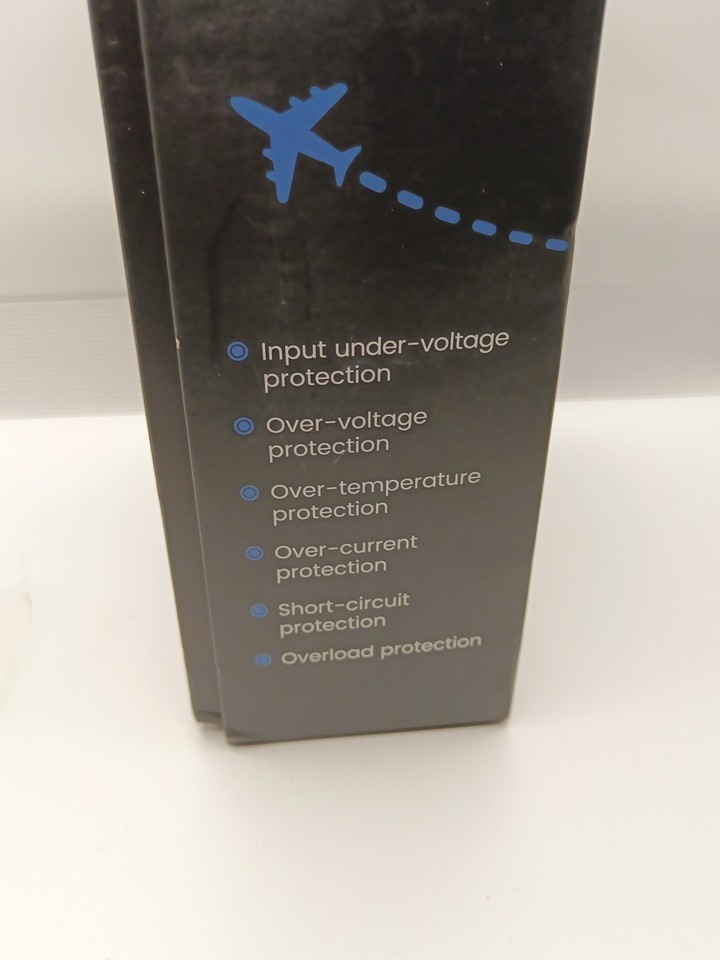 Input under-voltage
protection
Over-voltage
protection
Over-temperature
protection
Over-current
protection
Short-circuit
protection
Overload protection